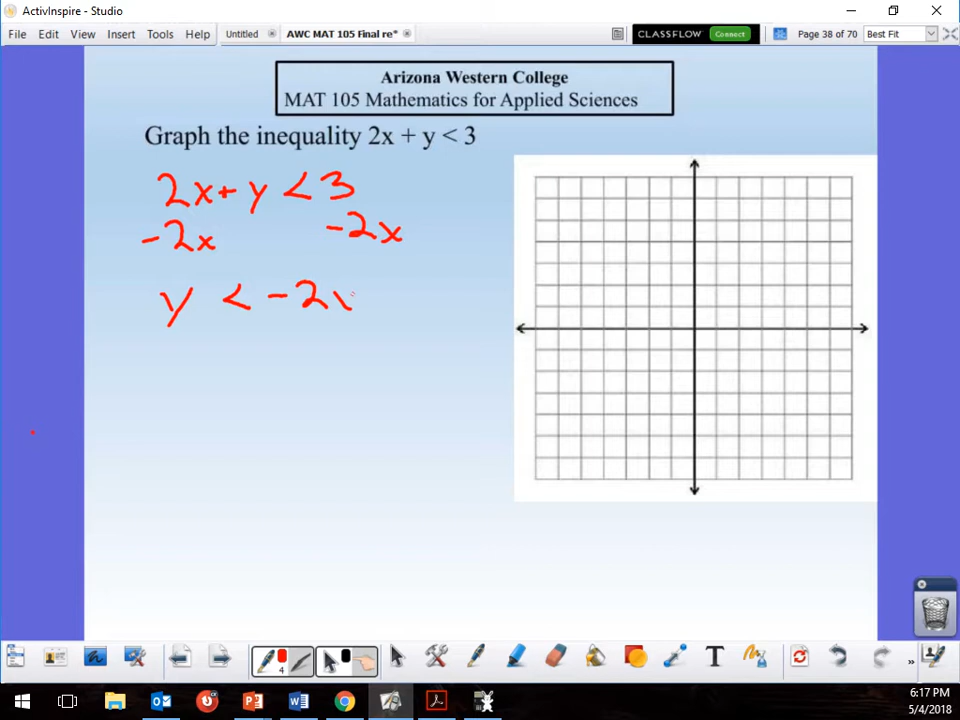 ActivInspire - Studio
File Edit View Insert Tools Help Untitled AWC MAT 105 Final re* CLASSFLOW Connect Page 38 of 70 Best Fit
Arizona Western College
MAT 105 Mathematics for Applied Sciences
Graph the inequality 2x + y < 3
2x + y < 3
-2x -2x
y < -2x
4 T »
6:17 PM
5/4/2018